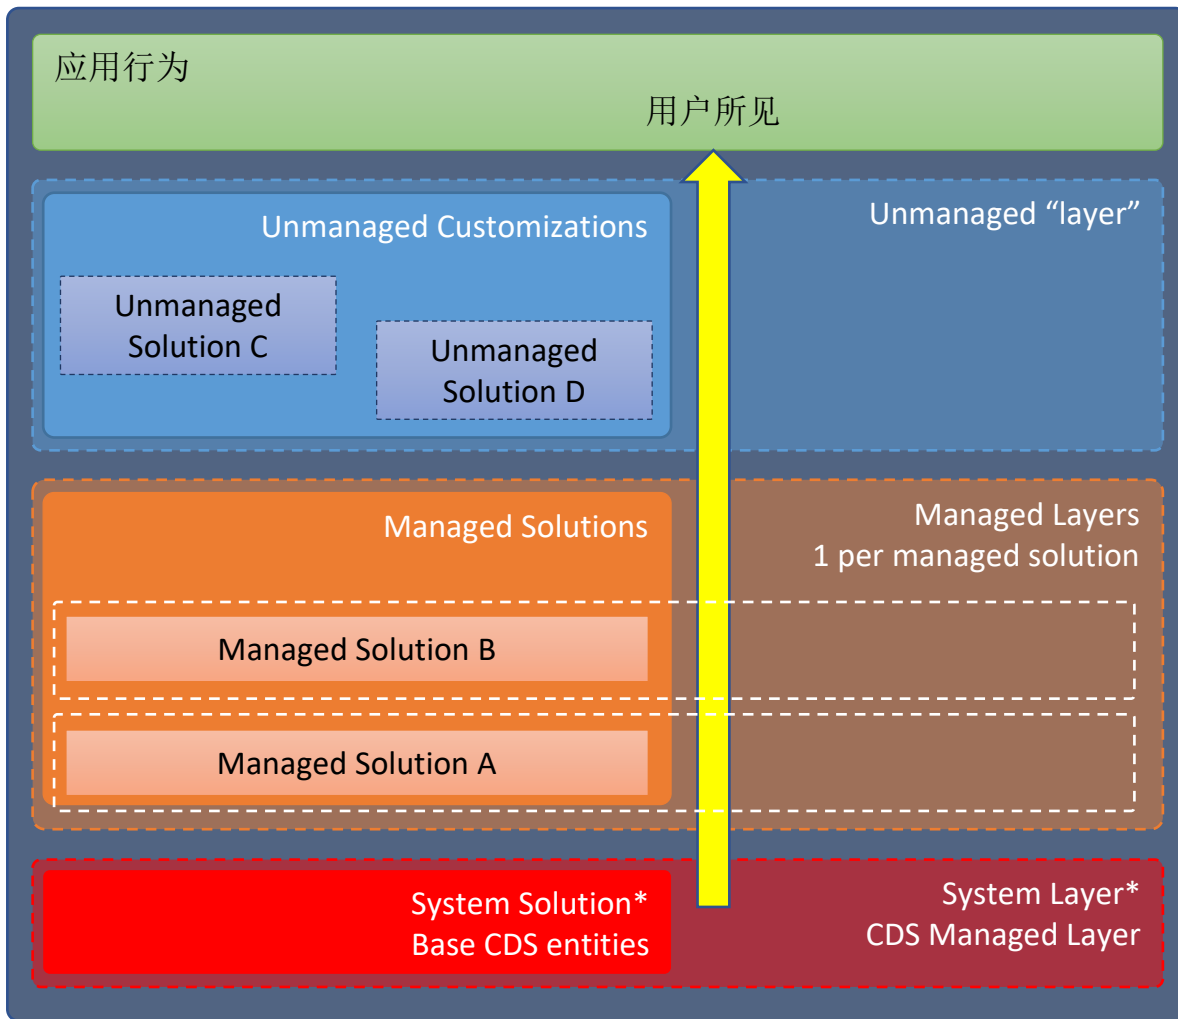 应用行为
用户所见
Unmanaged Customizations
Unmanaged “layer”
Unmanaged
Solution C
Unmanaged
Solution D
Managed Solutions
Managed Layers
1 per managed solution
Managed Solution B
Managed Solution A
System Solution*
Base CDS entities
System Layer*
CDS Managed Layer